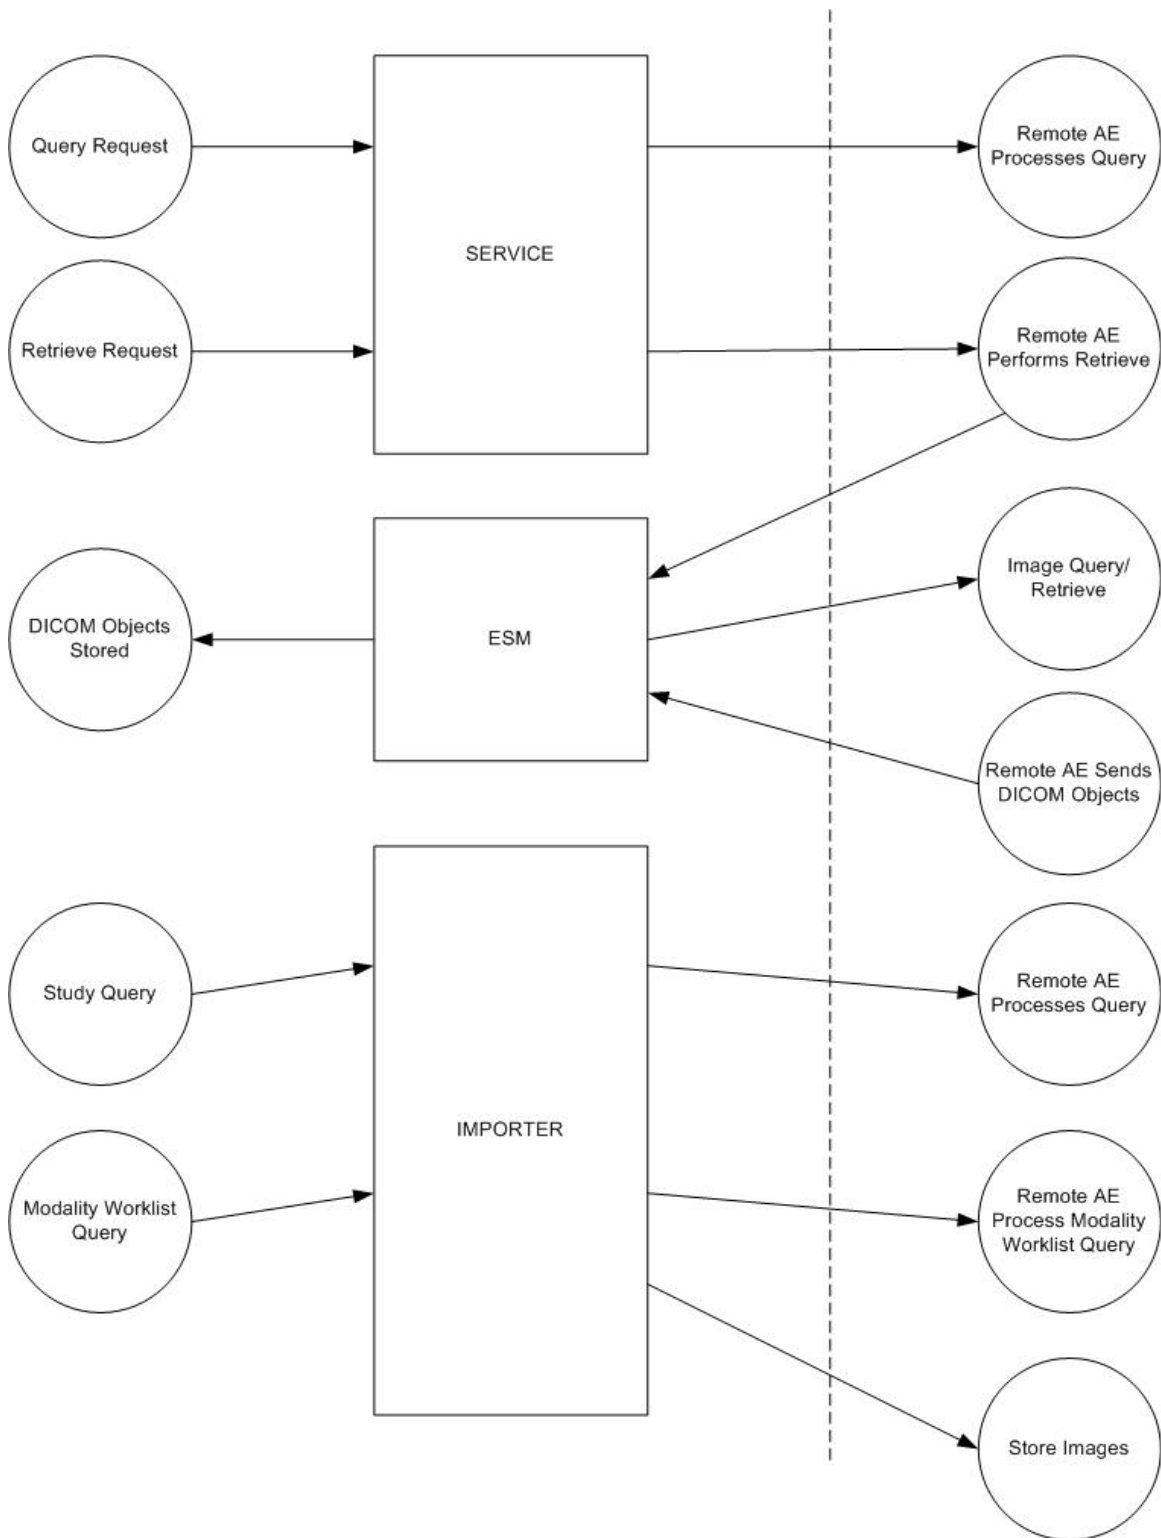 Query Request
SERVICE
Remote AE
Processes Query
Retrieve Request
Remote AE
Performs Retrieve
DICOM Objects
Stored
ESM
Image Query/
Retrieve
Remote AE Sends
DICOM Objects
Study Query
IMPORTER
Remote AE
Processes Query
Modality Worklist
Query
Remote AE
Process Modality
Worklist Query
Store Images